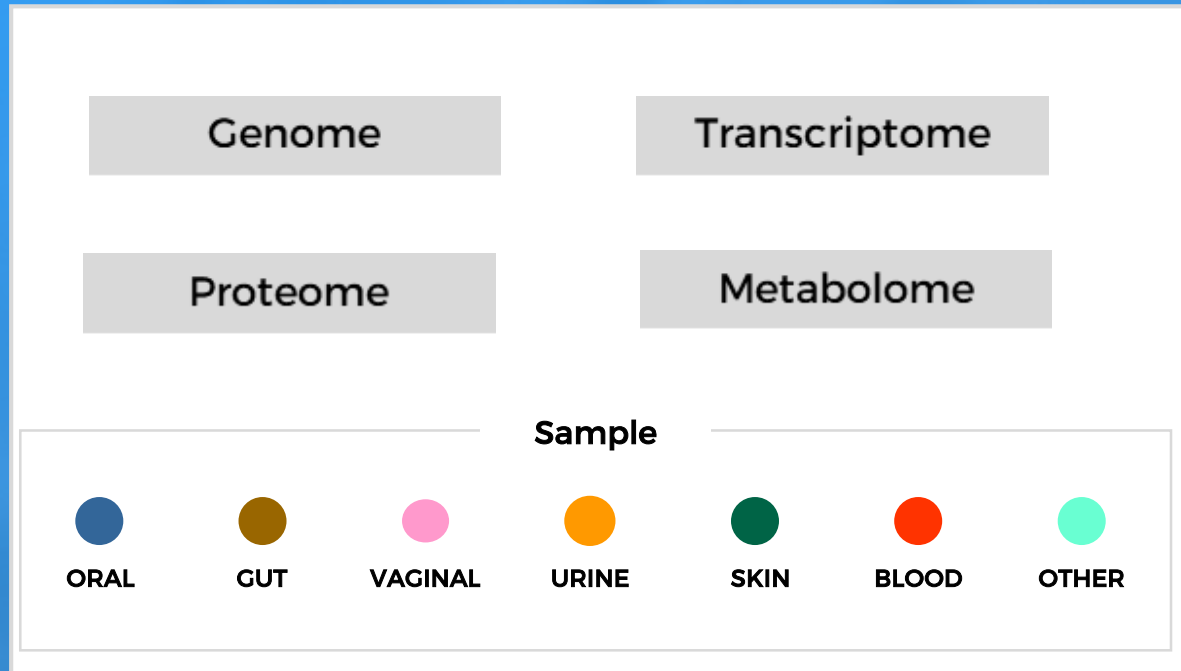 Genome
Transcriptome
Proteome
Metabolome
Sample
ORAL
GUT
VAGINAL
URINE
SKIN
BLOOD
OTHER